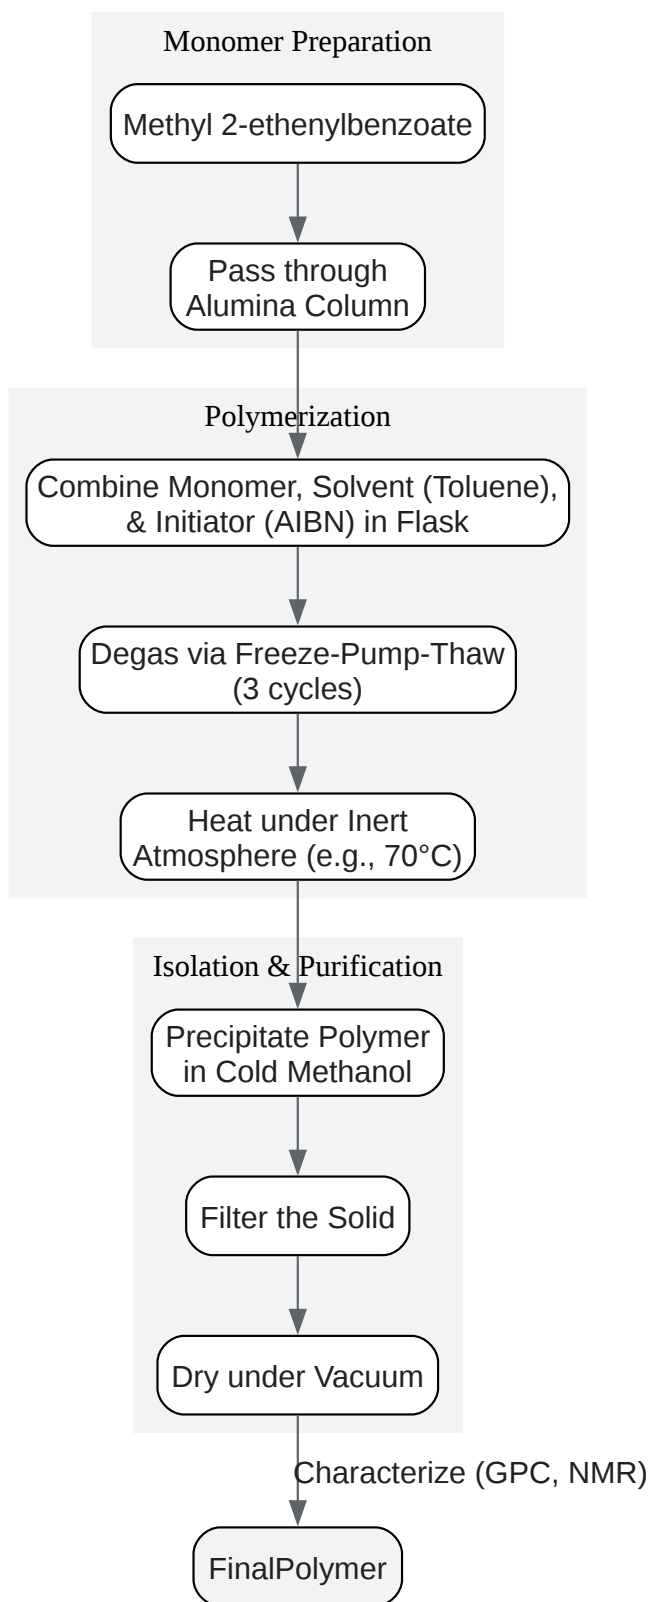 Monomer Preparation
Methyl 2-ethenylbenzoate
Pass through
Alumina Column
Polymerization
Combine Monomer, Solvent (Toluene),
& Initiator (AIBN) in Flask
Degas via Freeze-Pump-Thaw
(3 cycles)
Heat under Inert
Atmosphere (e.g., 70°C)
Isolation & Purification
Precipitate Polymer
in Cold Methanol
Filter the Solid
Dry under Vacuum
Characterize (GPC, NMR)
FinalPolymer